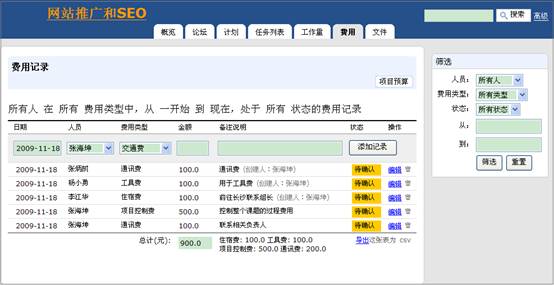 网站推广和SEO
搜索 高级
概览 论坛 计划 任务列表 工作量 费用 文件
费用记录
项目预算
所有人 在 所有 费用类型中，从 一开始 到 现在，处于 所有 状态的费用记录
日期 人员 费用类型 金额 备注说明 状态 操作
2009-11-18 张海坤 交通费 添加记录
2009-11-18 张炳熙 通讯费 100.0 通讯费 (创建人：张海坤) 待确认 编辑
2009-11-18 杨小勇 工具费 100.0 用于工具费 (创建人：张海坤) 待确认 编辑
2009-11-18 李江华 住宿费 100.0 前往长沙联系组长 (创建人：张海坤) 待确认 编辑
2009-11-18 张海坤 项目控制费 500.0 控制整个课题的过程费用 待确认 编辑
2009-11-18 张海坤 通讯费 100.0 联系相关负责人 待确认 编辑
总计(元)： 900.0 住宿费: 100.0 工具费: 100.0
项目控制费: 500.0 通讯费: 200.0
导出这张表为 csv
筛选
人员： 所有人
费用类型： 所有类型
状态： 所有状态
从：
到：
筛选 重置